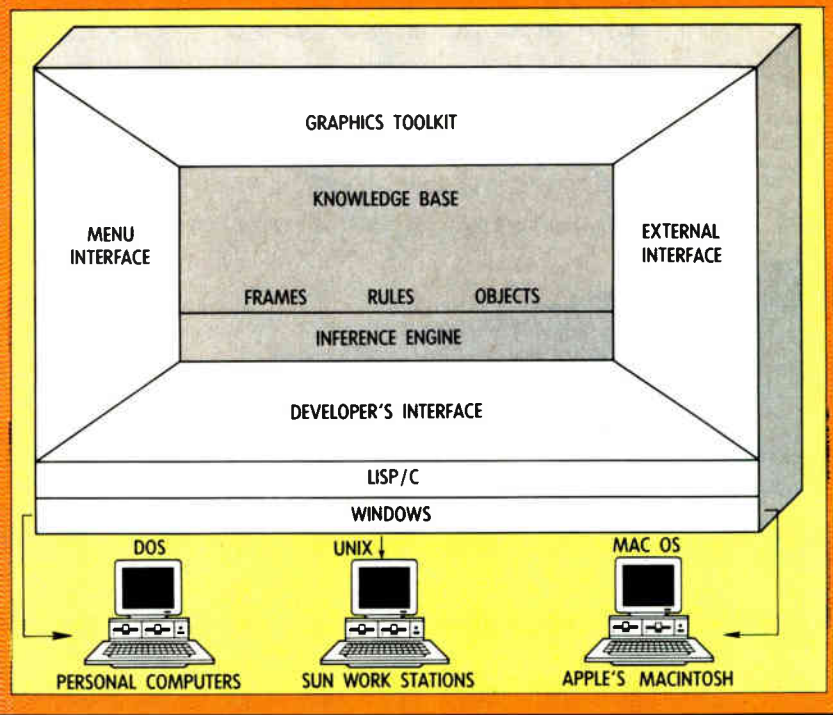 GRAPHICS TOOLKIT
KNOWLEDGE BASE
MENU
INTERFACE
EXTERNAL
INTERFACE
FRAMES RULES OBJECTS
INFERENCE ENGINE
DEVELOPER'S INTERFACE
LISP/C
WINDOWS
DOS UNIX MAC OS
PERSONAL COMPUTERS SUN WORK STATIONS APPLE'S MACINTOSH